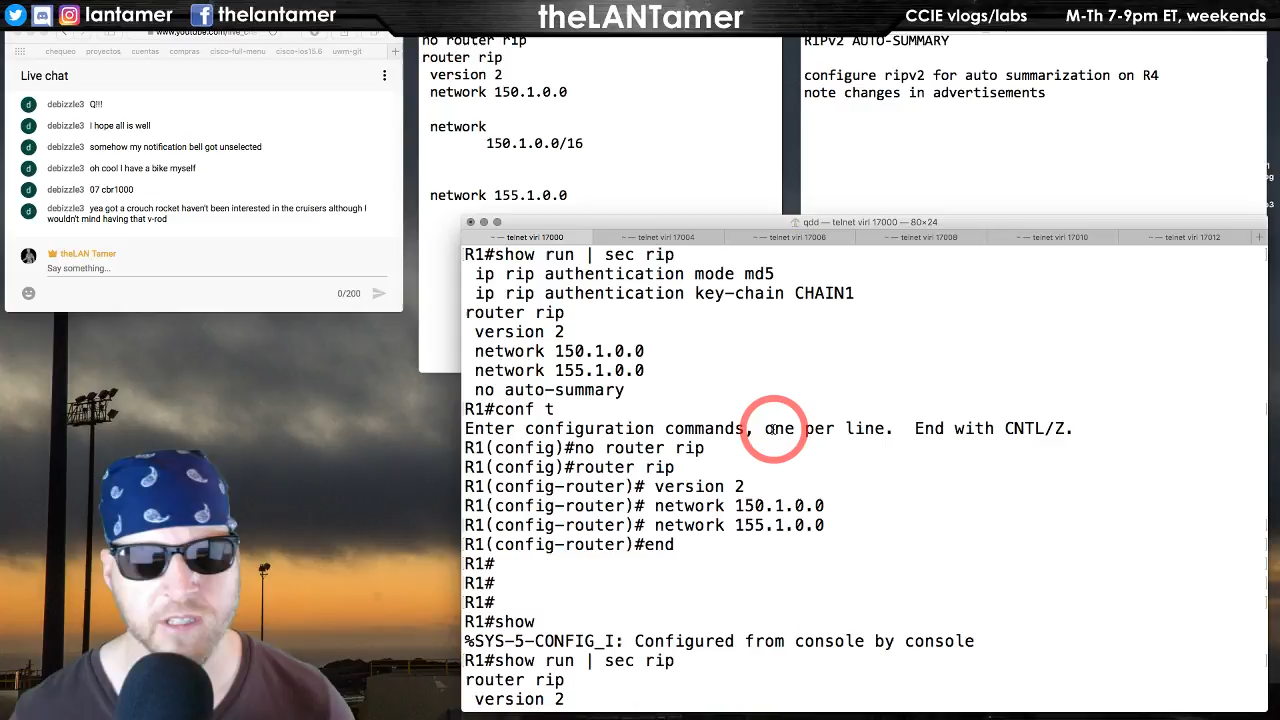 lantamer
thelantamer
theLANTamer
CCIE vlogs/labs
M-Th 7-9pm ET, weekends
chequeo
proyectos
cuentas
compras
cisco-full-menu
cisco-ios15.6
uwm-git
Live chat
debizzle3 Q!!!
debizzle3 I hope all is well
debizzle3 somehow my notification bell got unselected
debizzle3 oh cool I have a bike myself
debizzle3 07 cbr1000
debizzle3 yea got a crouch rocket haven't been interested in the cruisers although I
wouldn't mind having that v-rod
theLAN Tamer
Say something...
0/200
no router rip
router rip
version 2
network 150.1.0.0
network
150.1.0.0/16
network 155.1.0.0
RIPv2 AUTO-SUMMARY
configure ripv2 for auto summarization on R4
note changes in advertisements
qdd — telnet virl 17000 — 80×24
~ — telnet virl 17000
~ — telnet virl 17004
~ — telnet virl 17006
~ — telnet virl 17008
~ — telnet virl 17010
~ — telnet virl 17012
R1#show run | sec rip
ip rip authentication mode md5
ip rip authentication key-chain CHAIN1
router rip
version 2
network 150.1.0.0
network 155.1.0.0
no auto-summary
R1#conf t
Enter configuration commands, one per line. End with CNTL/Z.
R1(config)#no router rip
R1(config)#router rip
R1(config-router)# version 2
R1(config-router)# network 150.1.0.0
R1(config-router)# network 155.1.0.0
R1(config-router)#end
R1#
R1#
R1#
R1#show
%SYS-5-CONFIG_I: Configured from console by console
R1#show run | sec rip
router rip
version 2